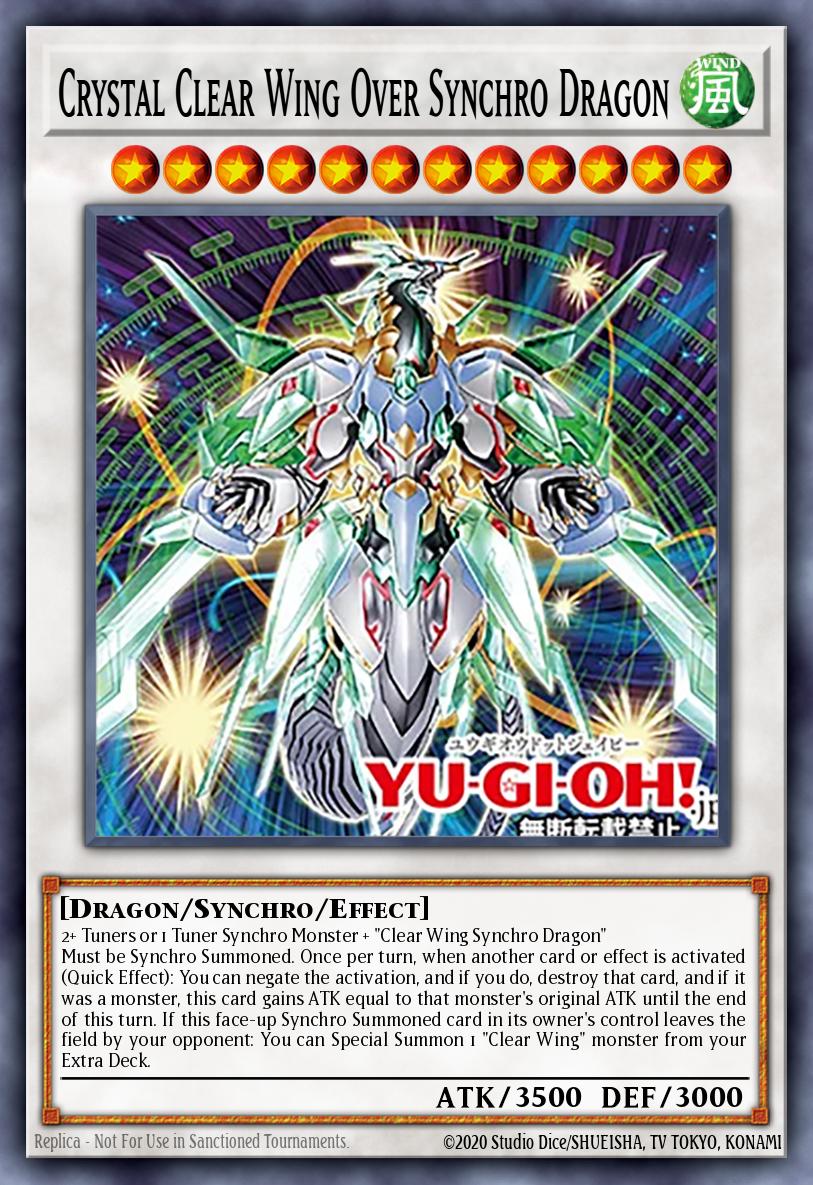 Crystal Clear Wing Over Synchro Dragon
WIND
風
ユウギオウドットジェイピー
YU-GI-OH!
.jp
無断転載禁止
[Dragon/Synchro/Effect]
2+ Tuners or 1 Tuner Synchro Monster + "Clear Wing Synchro Dragon"
Must be Synchro Summoned. Once per turn, when another card or effect is activated
(Quick Effect): You can negate the activation, and if you do, destroy that card, and if it
was a monster, this card gains ATK equal to that monster's original ATK until the end
of this turn. If this face-up Synchro Summoned card in its owner's control leaves the
field by your opponent: You can Special Summon 1 "Clear Wing" monster from your
Extra Deck.
ATK/3500 DEF/3000
Replica - Not For Use in Sanctioned Tournaments.
©2020 Studio Dice/SHUEISHA, TV TOKYO, KONAMI